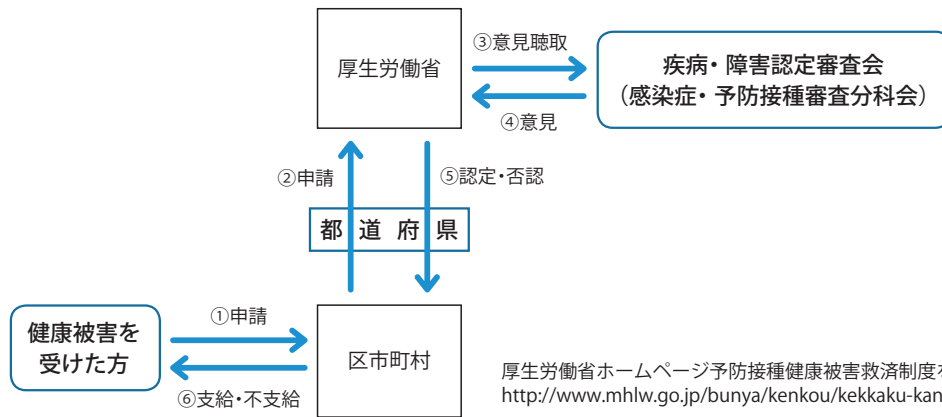 ③意見聴取
厚生労働省
疾病・障害認定審査会
（感染症・予防接種審査分科会）
④意見
②申請
⑤認定・否認
都道府県
①申請
健康被害を
受けた方
区市町村
⑥支給・不支給
厚生労働省ホームページ予防接種健康被害救済制度
http://www.mhlw.go.jp/bunya/kenkou/kekkaku-kan